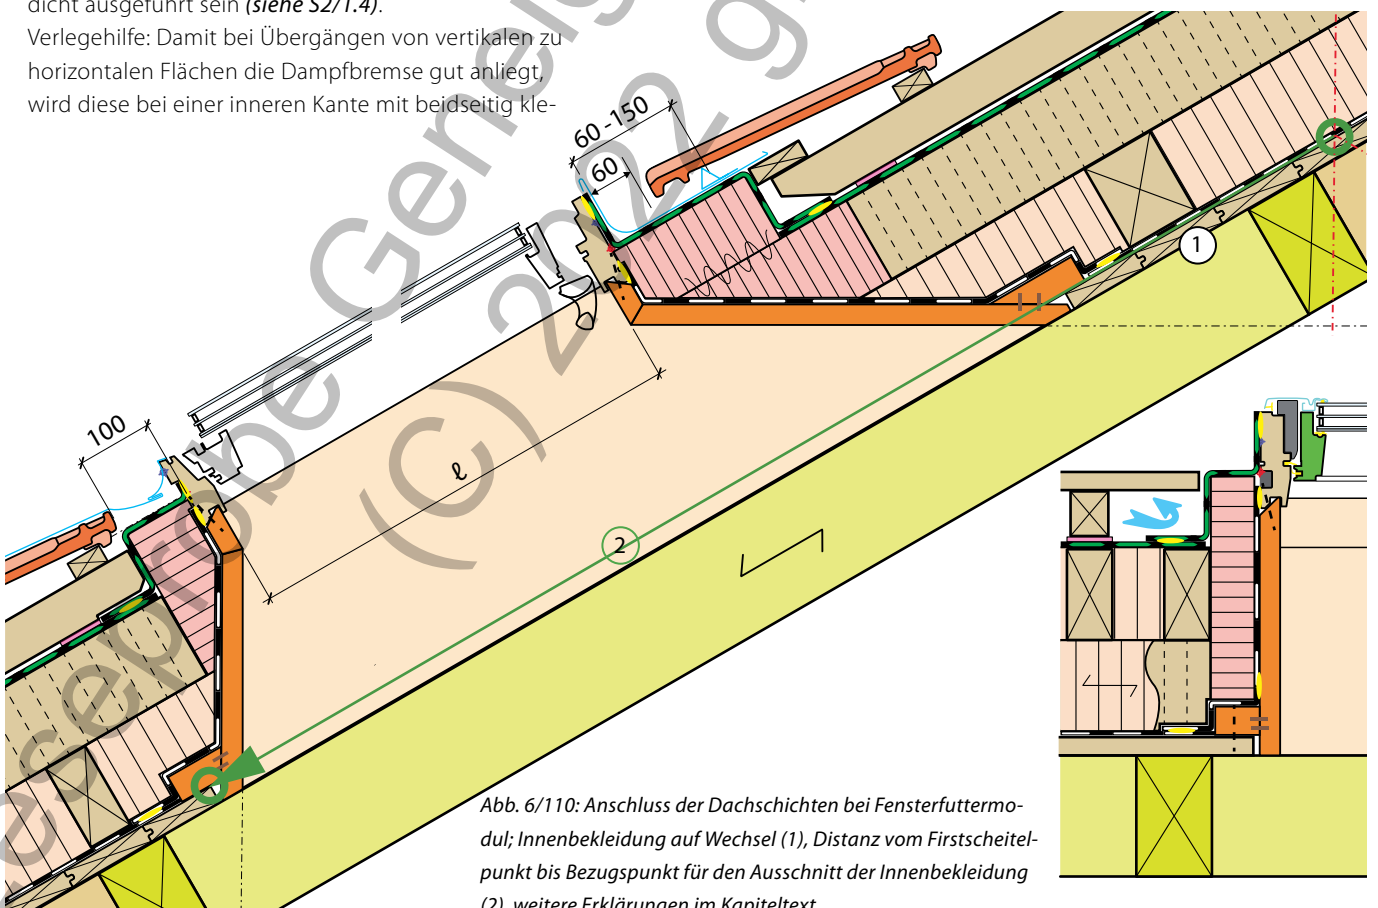 dicht ausgeführt sein (siehe S2/1.4).
Verlegehilfe: Damit bei Übergängen von vertikalen zu
horizontalen Flächen die Dampfbremse gut anliegt,
wird diese bei einer inneren Kante mit beidseitig kle-
60 -150
60
1
100
ℓ
2
Abb. 6/110: Anschluss der Dachschichten bei Fensterfuttermo-
dul; Innenbekleidung auf Wechsel (1), Distanz vom Firstscheitel-
punkt bis Bezugspunkt für den Ausschnitt der Innenbekleidung
(2), weitere Erklärungen im Kapiteltext
eseprobe Geneig
(C) 2022 g